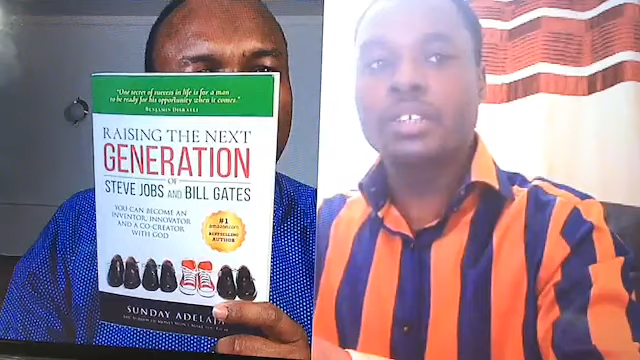 "One secret of success in life is for a man
to be ready for his opportunity when it comes."
BENJAMIN DISRAELI
RAISING THE NEXT
GENERATION
OF
STEVE JOBS AND BILL GATES
YOU CAN BECOME AN
INVENTOR, INNOVATOR
AND A CO-CREATOR
WITH GOD
#1
amazon.com
BESTSELLING
AUTHOR
SUNDAY ADELAJA